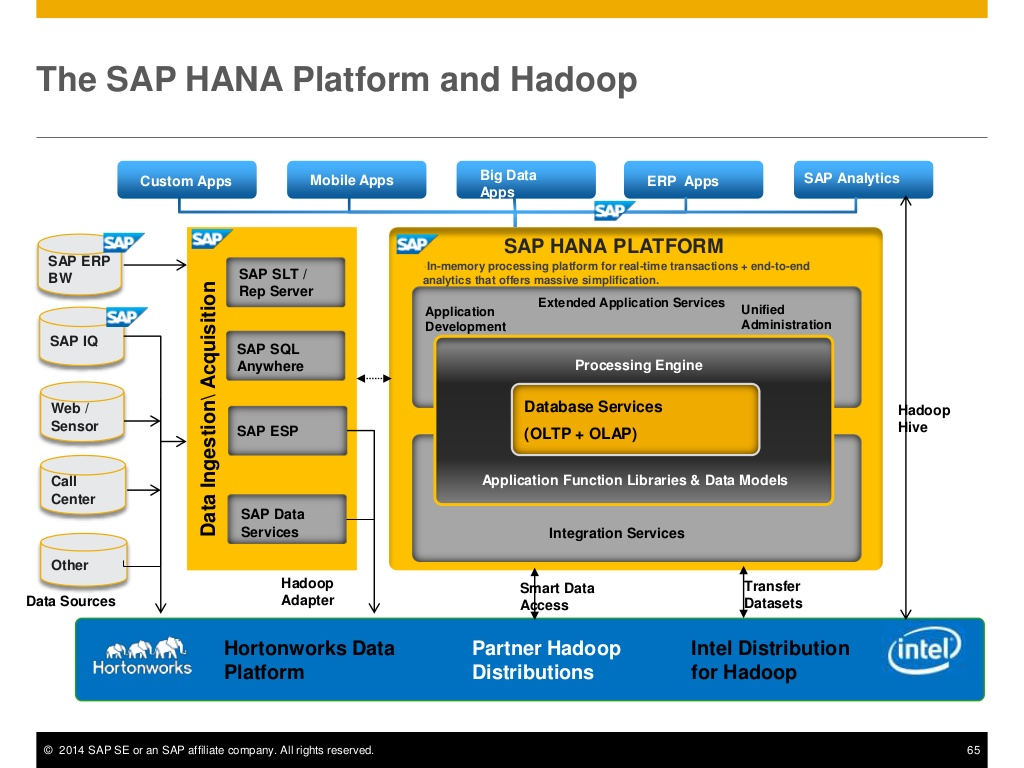 The SAP HANA Platform and Hadoop
Custom Apps
Mobile Apps
Big Data
Apps
ERP Apps
SAP Analytics
SAP
SAP
SAP ERP
BW
SAP
SAP IQ
Web /
Sensor
Call
Center
Other
Data Sources
SAP
Data Ingestion\ Acquisition
SAP SLT /
Rep Server
SAP SQL
Anywhere
SAP ESP
SAP Data
Services
SAP
SAP HANA PLATFORM
In-memory processing platform for real-time transactions + end-to-end
analytics that offers massive simplification.
Extended Application Services
Application
Development
Unified
Administration
Processing Engine
Database Services
(OLTP + OLAP)
Application Function Libraries & Data Models
Integration Services
Hadoop
Hive
Hadoop
Adapter
Smart Data
Access
Transfer
Datasets
Hortonworks
Hortonworks Data
Platform
Partner Hadoop
Distributions
Intel Distribution
for Hadoop
intel
© 2014 SAP SE or an SAP affiliate company. All rights reserved.
65